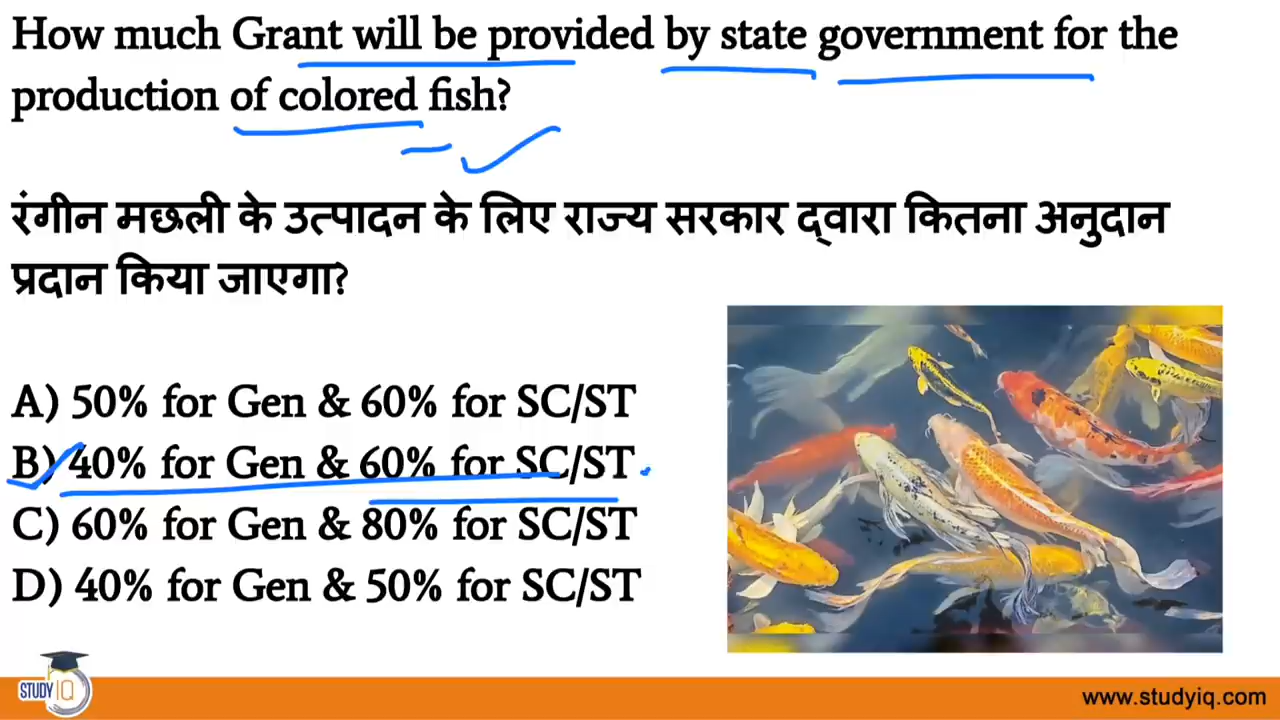 How much Grant will be provided by state government for the
production of colored fish?
रंगीन मछली के उत्पादन के लिए राज्य सरकार द्वारा कितना अनुदान
प्रदान किया जाएगा?
A) 50% for Gen & 60% for SC/ST
B) 40% for Gen & 60% for SC/ST
C) 60% for Gen & 80% for SC/ST
D) 40% for Gen & 50% for SC/ST
STUDY IQ
www.studyiq.com